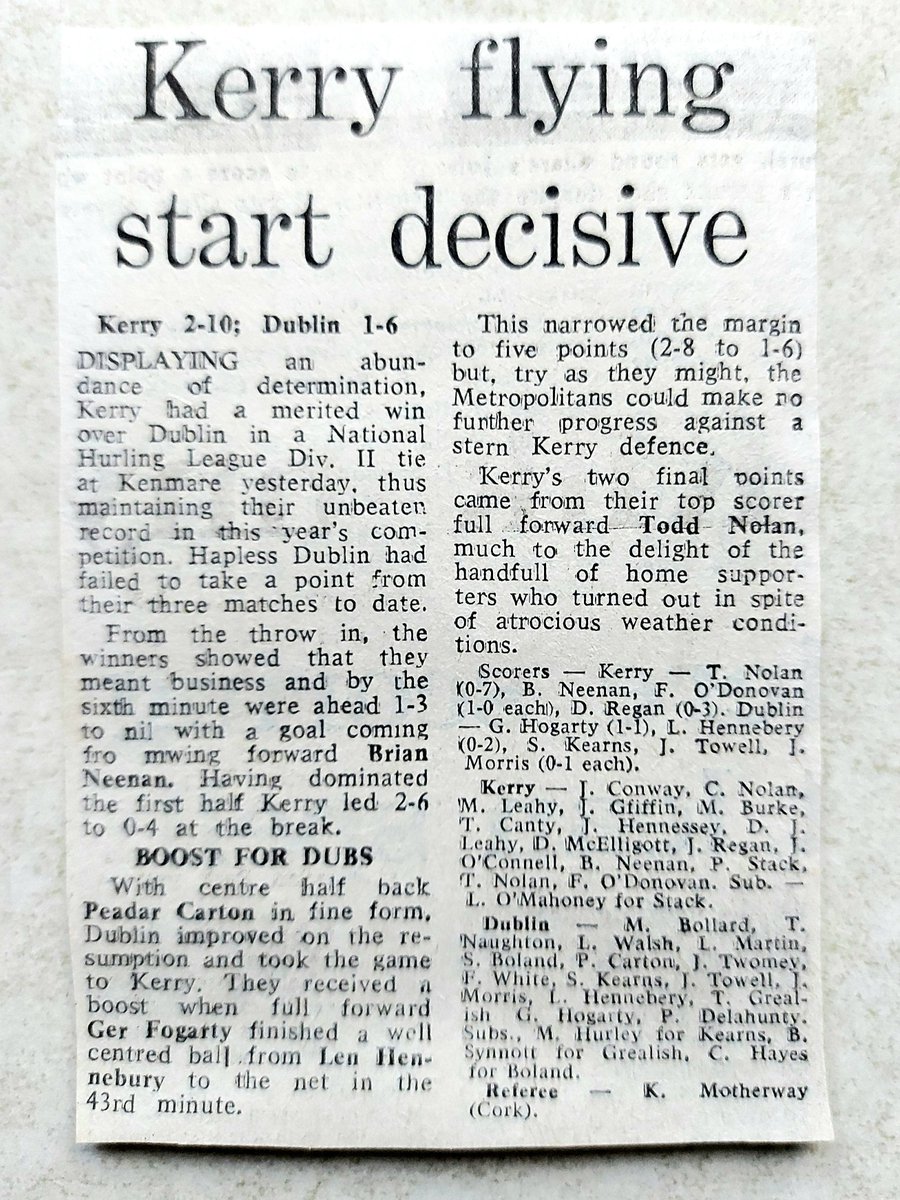 Kerry flying
start decisive
Kerry 2-10; Dublin 1-6
DISPLAYING an abun-
dance of determination,
Kerry had a merited win
over Dublin in a National
Hurling League Div. II tie
at Kenmare yesterday, thus
maintaining their unbeaten
record in this year's com-
petition. Hapless Dublin had
failed to take a point from
their three matches to date.
From the throw in, the
winners showed that they
meant business and by the
sixth minute were ahead 1-3
to nil with a goal coming
fro mwing forward Brian
Neenan. Having dominated
the first half Kerry led 2-6
to 0-4 at the break.
BOOST FOR DUBS
With centre half back
Peadar Carton in fine form,
Dublin improved on the re-
sumption and took the game
to Kerry. They received a
boost when full forward
Ger Fogarty finished a well
centred ball from Len Hen-
nebury to the net in the
43rd minute.
This narrowed the margin
to five points (2-8 to 1-6)
but, try as they might, the
Metropolitans could make no
further progress against a
stern Kerry defence.
Kerry's two final points
came from their top scorer
full forward Todd Nolan,
much to the delight of the
handfull of home suppor-
ters who turned out in spite
of atrocious weather condi-
tions.
Scorers — Kerry — T. Nolan
(0-7), B. Neenan, F. O'Donovan
(1-0 each), D. Regan (0-3). Dublin
— G. Hogarty (1-1), L. Hennebery
(0-2), S. Kearns, J. Towell, J.
Morris (0-1 each).
Kerry — J. Conway, C. Nolan,
M. Leahy, J. Gfiffin, M. Burke,
T. Canty, J. Hennessey, D. J.
Leahy, D. McElligott, J. Regan, J.
O'Connell, B. Neenan, P. Stack,
T. Nolan, F. O'Donovan. Sub. —
L. O'Mahoney for Stack.
Dublin — M. Bollard, T.
Naughton, L. Walsh, L. Martin,
S. Boland, P. Carton, J. Twomey,
F. White, S. Kearns, J. Towell, J.
Morris, L. Hennebery, T. Greal-
ish G. Hogarty, P. Delahunty.
Subs., M. Hurley for Kearns, B.
Synnott for Grealish, C. Hayes
for Boland.
Referee — K. Motherway
(Cork).